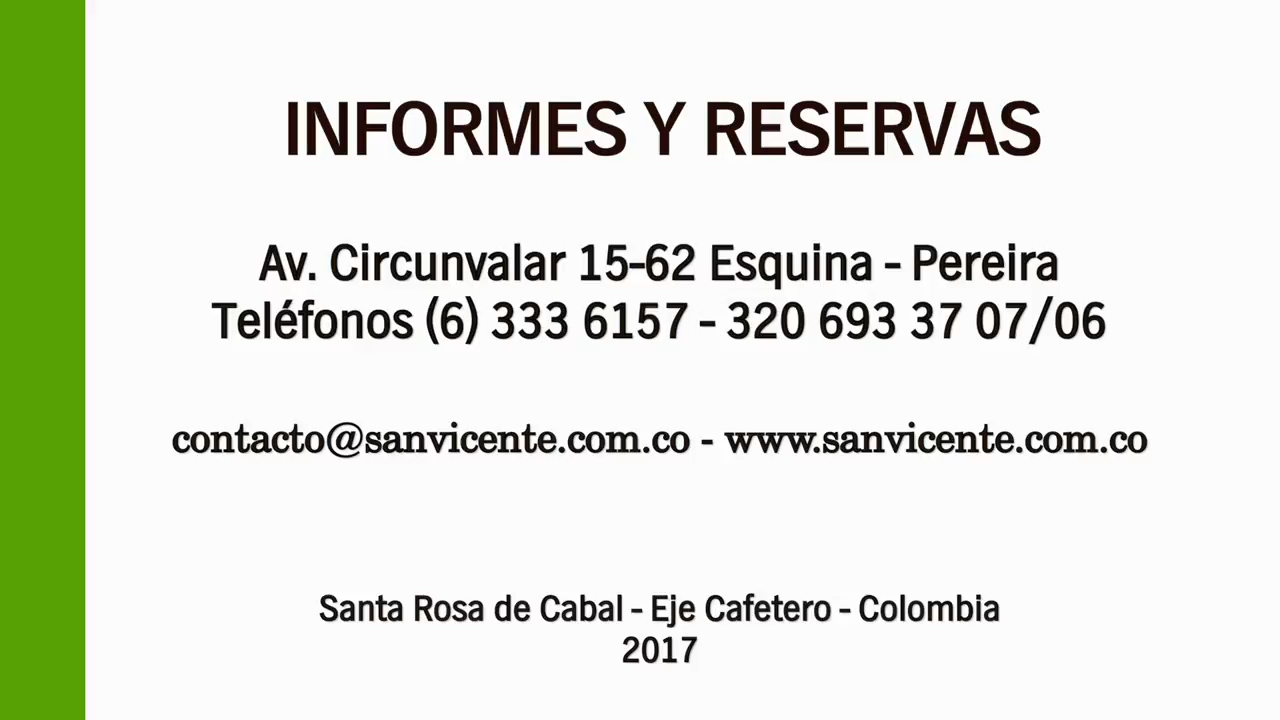 INFORMES Y RESERVAS
Av. Circunvalar 15-62 Esquina - Pereira
Teléfonos (6) 333 6157 - 320 693 37 07/06
contacto@sanvicente.com.co - www.sanvicente.com.co
Santa Rosa de Cabal - Eje Cafetero - Colombia
2017